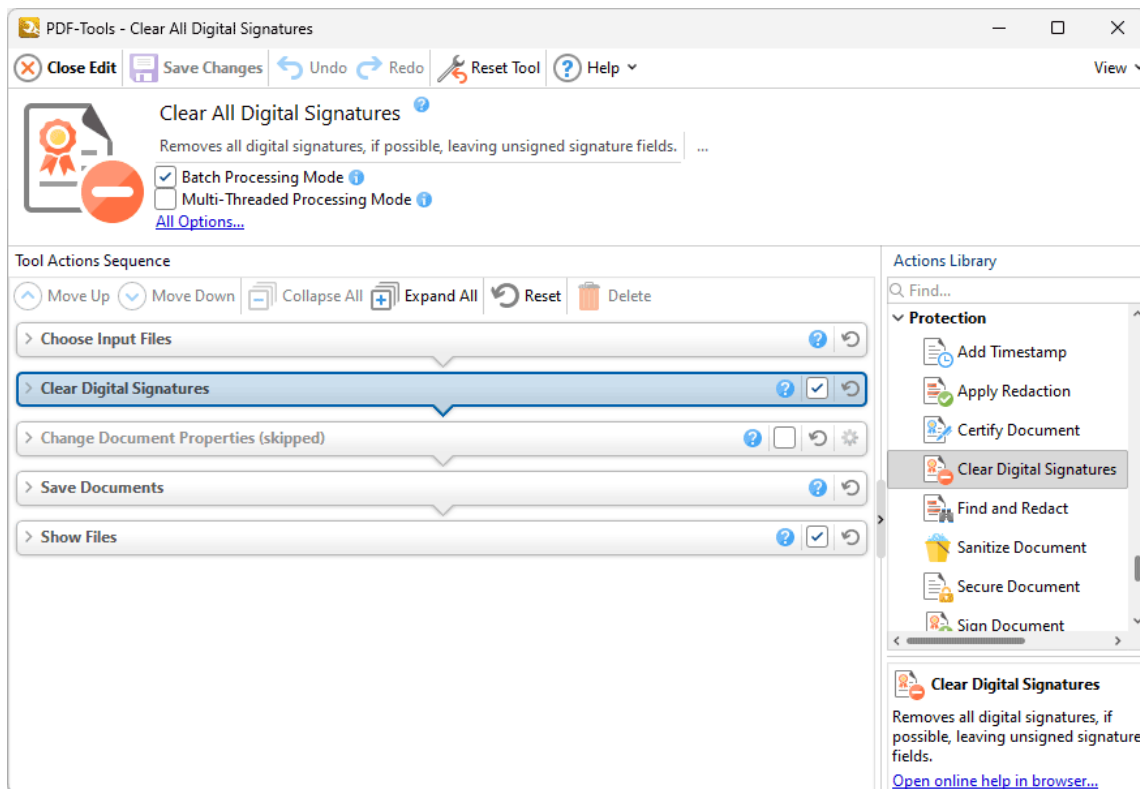 PDF-Tools - Clear All Digital Signatures
Close Edit Save Changes Undo Redo Reset Tool Help View
Clear All Digital Signatures
Removes all digital signatures, if possible, leaving unsigned signature fields. ...
Batch Processing Mode
Multi-Threaded Processing Mode
All Options...
Tool Actions Sequence
Move Up Move Down Collapse All Expand All Reset Delete
Choose Input Files
Clear Digital Signatures
Change Document Properties (skipped)
Save Documents
Show Files
Actions Library
Find...
Protection
Add Timestamp
Apply Redaction
Certify Document
Clear Digital Signatures
Find and Redact
Sanitize Document
Secure Document
Sign Document
Clear Digital Signatures
Removes all digital signatures, if
possible, leaving unsigned signature
fields.
Open online help in browser...